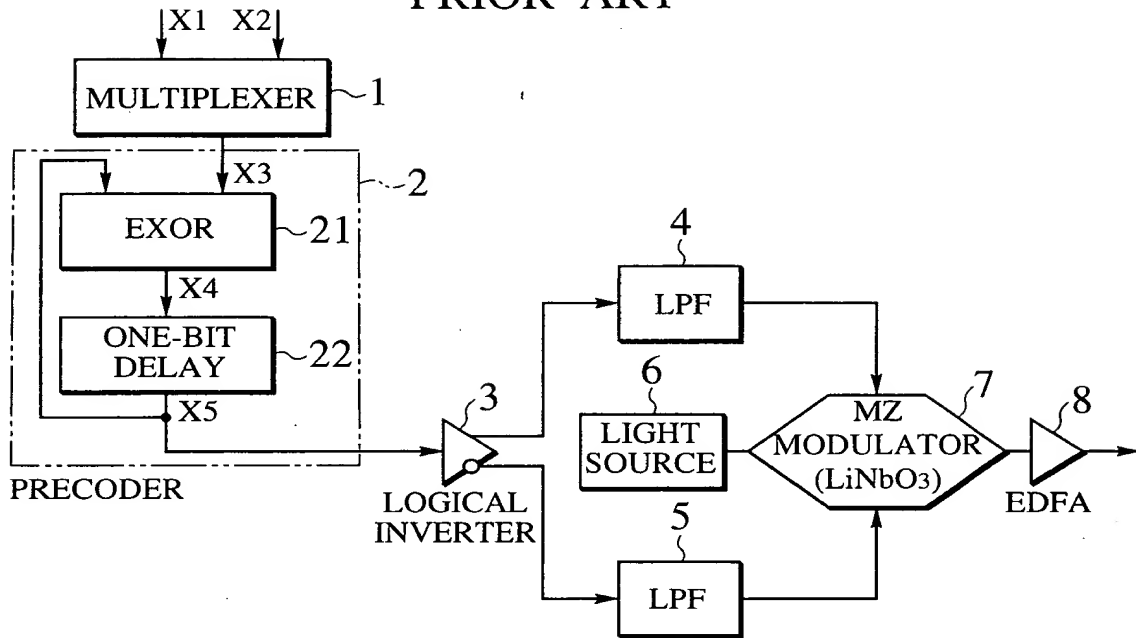 PRIOR ART
X1 X2
MULTIPLEXER
1
X3
2
EXOR
21
X4
ONE-BIT
DELAY
22
X5
PRECODER
3
LOGICAL
INVERTER
4
LPF
6
LIGHT
SOURCE
5
LPF
7
MZ
MODULATOR
(LiNbO3)
8
EDFA